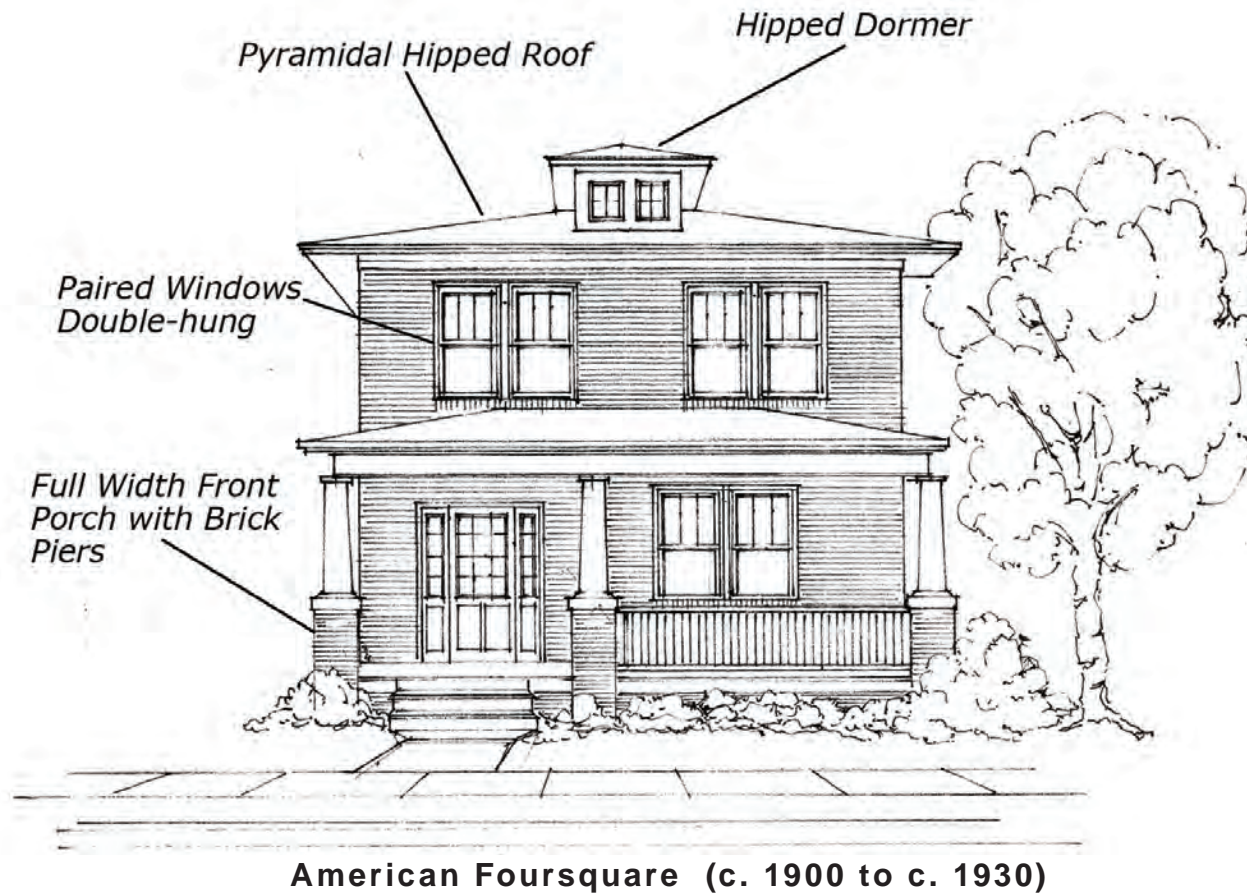 Hipped Dormer
Pyramidal Hipped Roof
Paired Windows
Double-hung
Full Width Front
Porch with Brick
Piers
American Foursquare (c. 1900 to c. 1930)